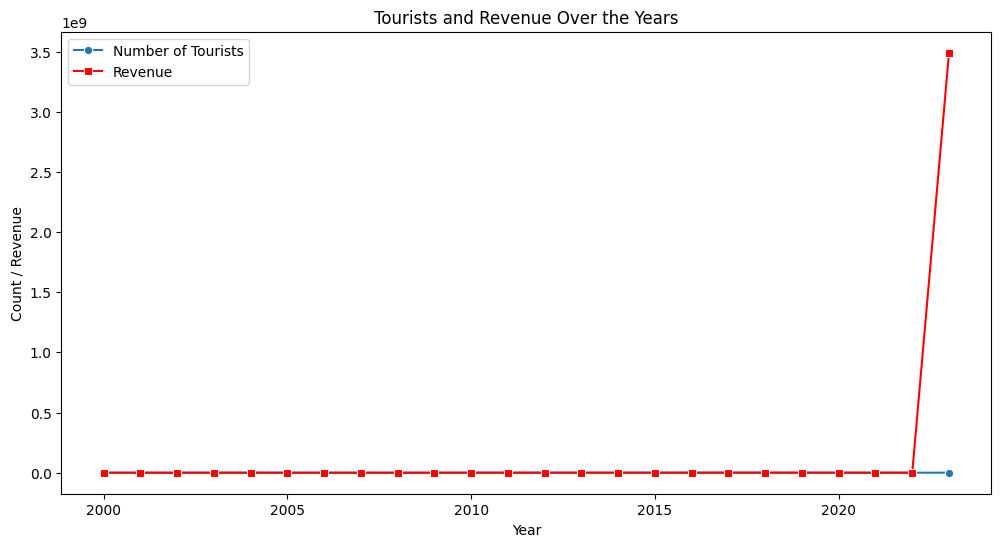 Tourists and Revenue Over the Years
1e9
Number of Tourists
Revenue
3.5
3.0
2.5
2.0
1.5
1.0
0.5
0.0
Count / Revenue
2000
2005
2010
2015
2020
Year